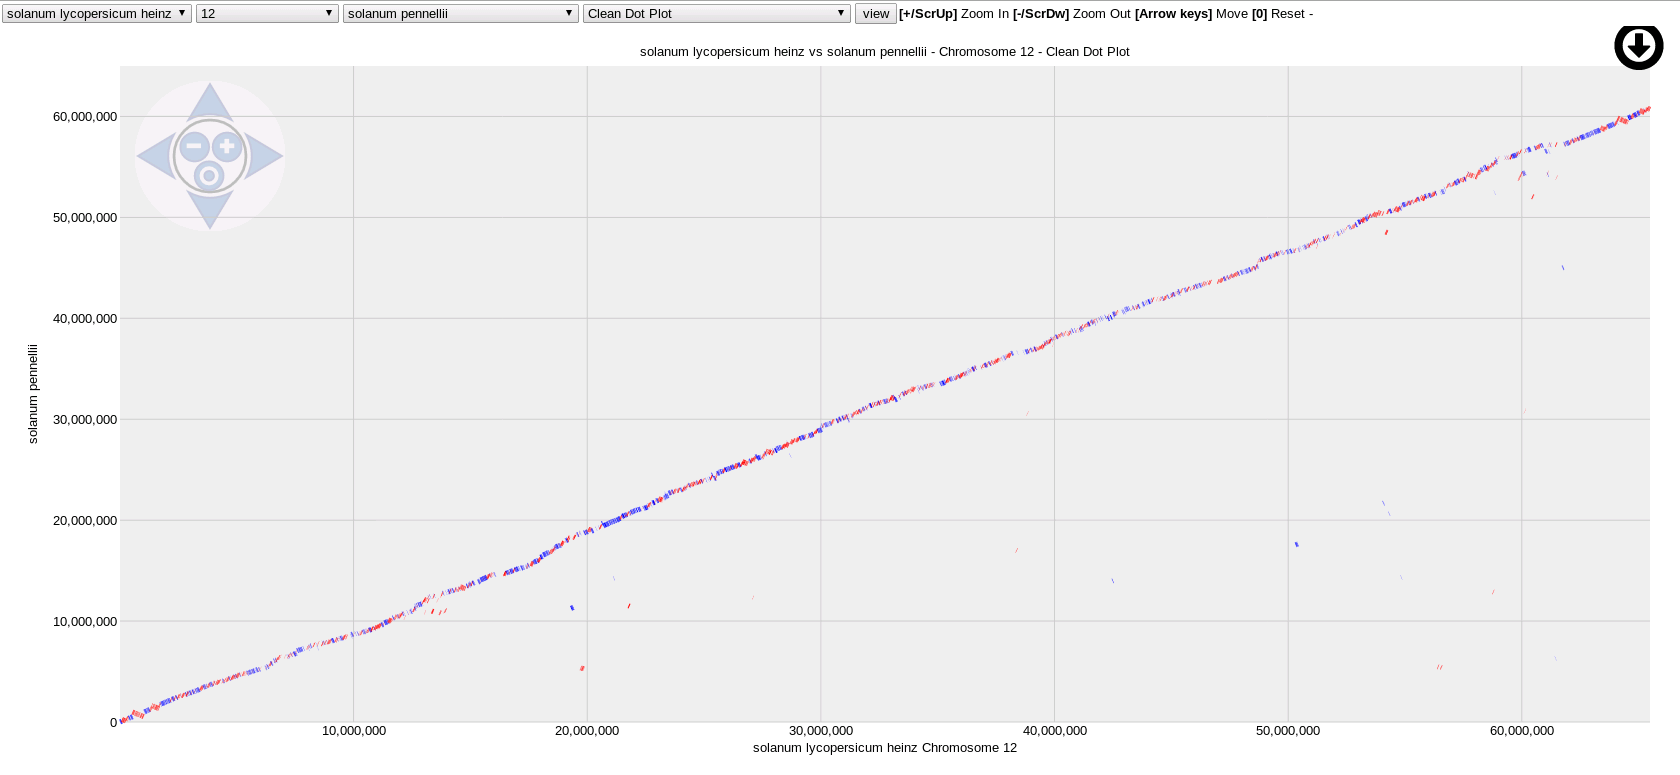 solanum lycopersicum heinz 12 solanum pennellii Clean Dot Plot view [+/ScrUp] Zoom In [-/ScrDw] Zoom Out [Arrow keys] Move [0] Reset -
solanum lycopersicum heinz vs solanum pennellii - Chromosome 12 - Clean Dot Plot
60,000,000
50,000,000
40,000,000
30,000,000
20,000,000
10,000,000
0
solanum pennellii
10,000,000 20,000,000 30,000,000 40,000,000 50,000,000 60,000,000
solanum lycopersicum heinz Chromosome 12